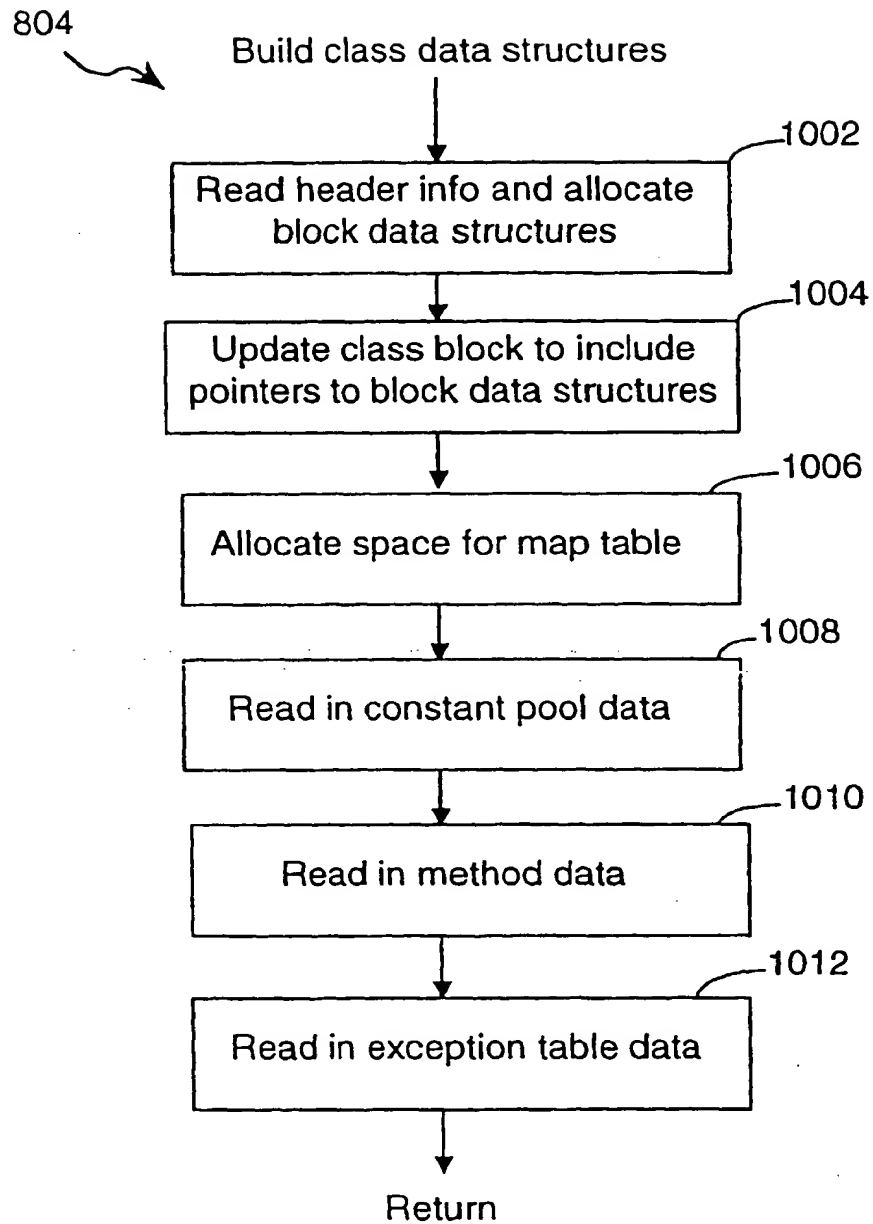 804
Build class data structures
1002
Read header info and allocate
block data structures
1004
Update class block to include
pointers to block data structures
1006
Allocate space for map table
1008
Read in constant pool data
1010
Read in method data
1012
Read in exception table data
Return